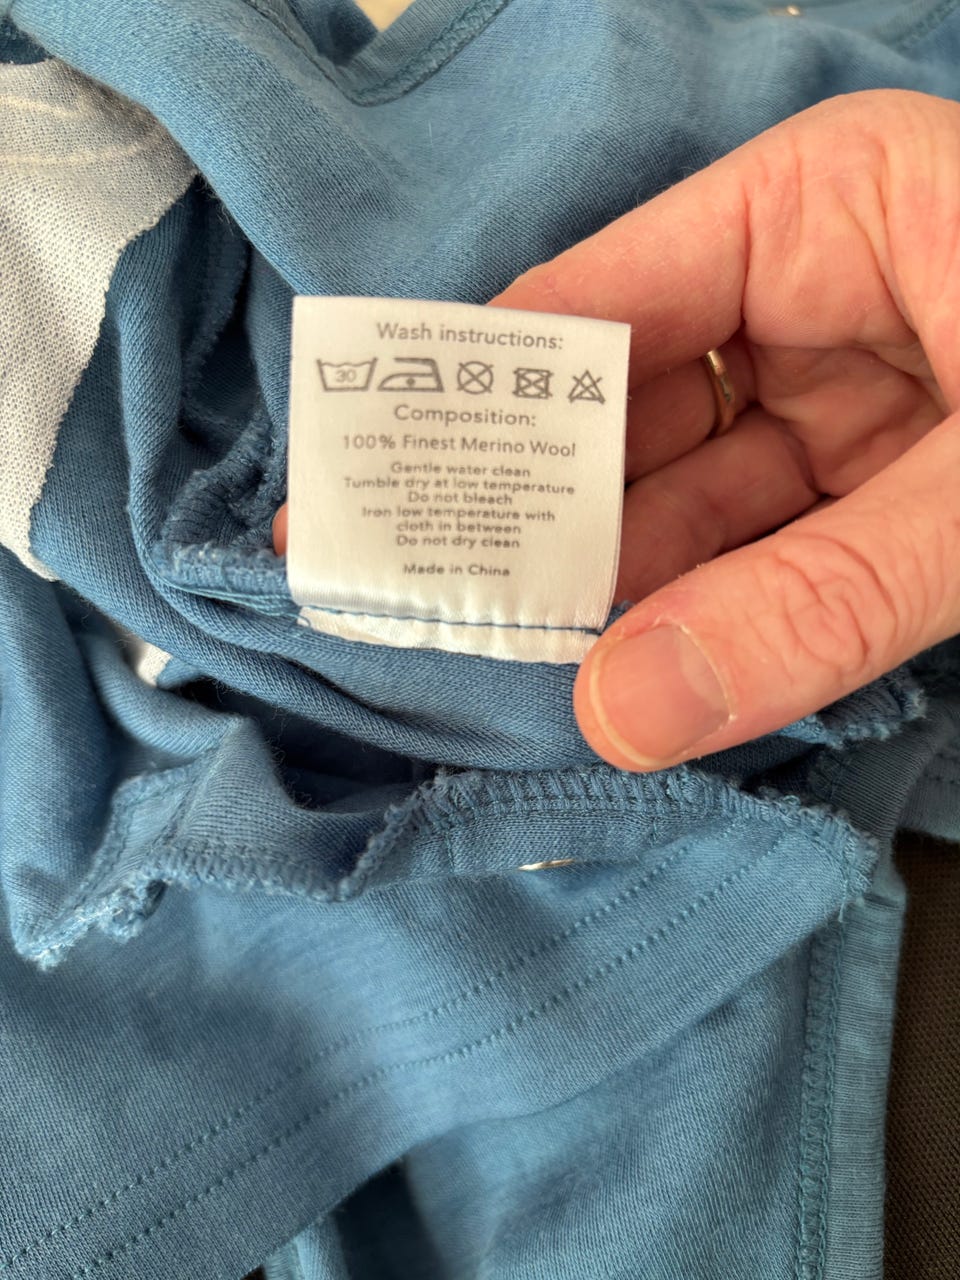 Wash instructions:
30
Composition:
100% Finest Merino Wool
Gentle water clean
Tumble dry at low temperature
Do not bleach
Iron low temperature with
cloth in between
Do not dry clean
Made in China